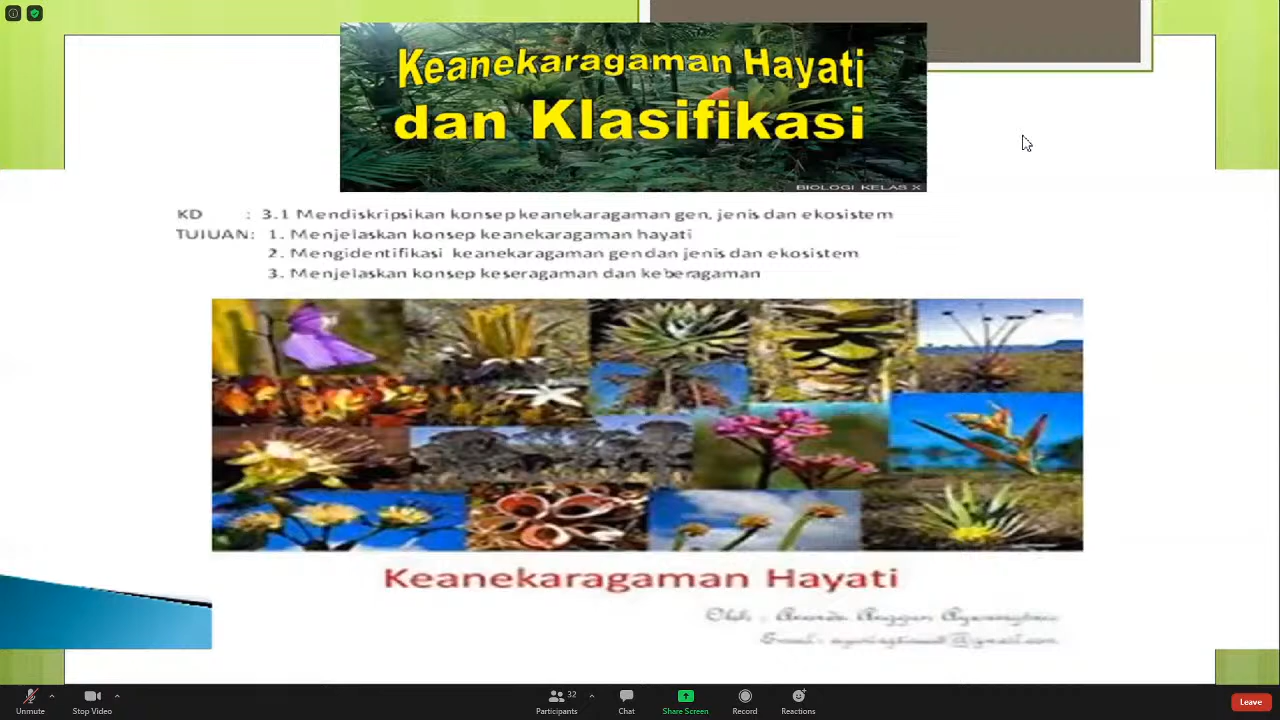 Keanekaragaman Hayati
dan Klasifikasi
BIOLOGI KELAS X
KD : 3.1 Mendiskripsikan konsep keanekaragaman gen, jenis dan ekosistem
TUJUAN: 1. Menjelaskan konsep keanekaragaman hayati
2. Mengidentifikasi keanekaragaman gen dan jenis dan ekosistem
3. Menjelaskan konsep keseragaman dan keberagaman
Keanekaragaman Hayati
Oleh :
Email :
Unmute
Stop Video
Participants
32
Chat
Share Screen
Record
Reactions
Leave